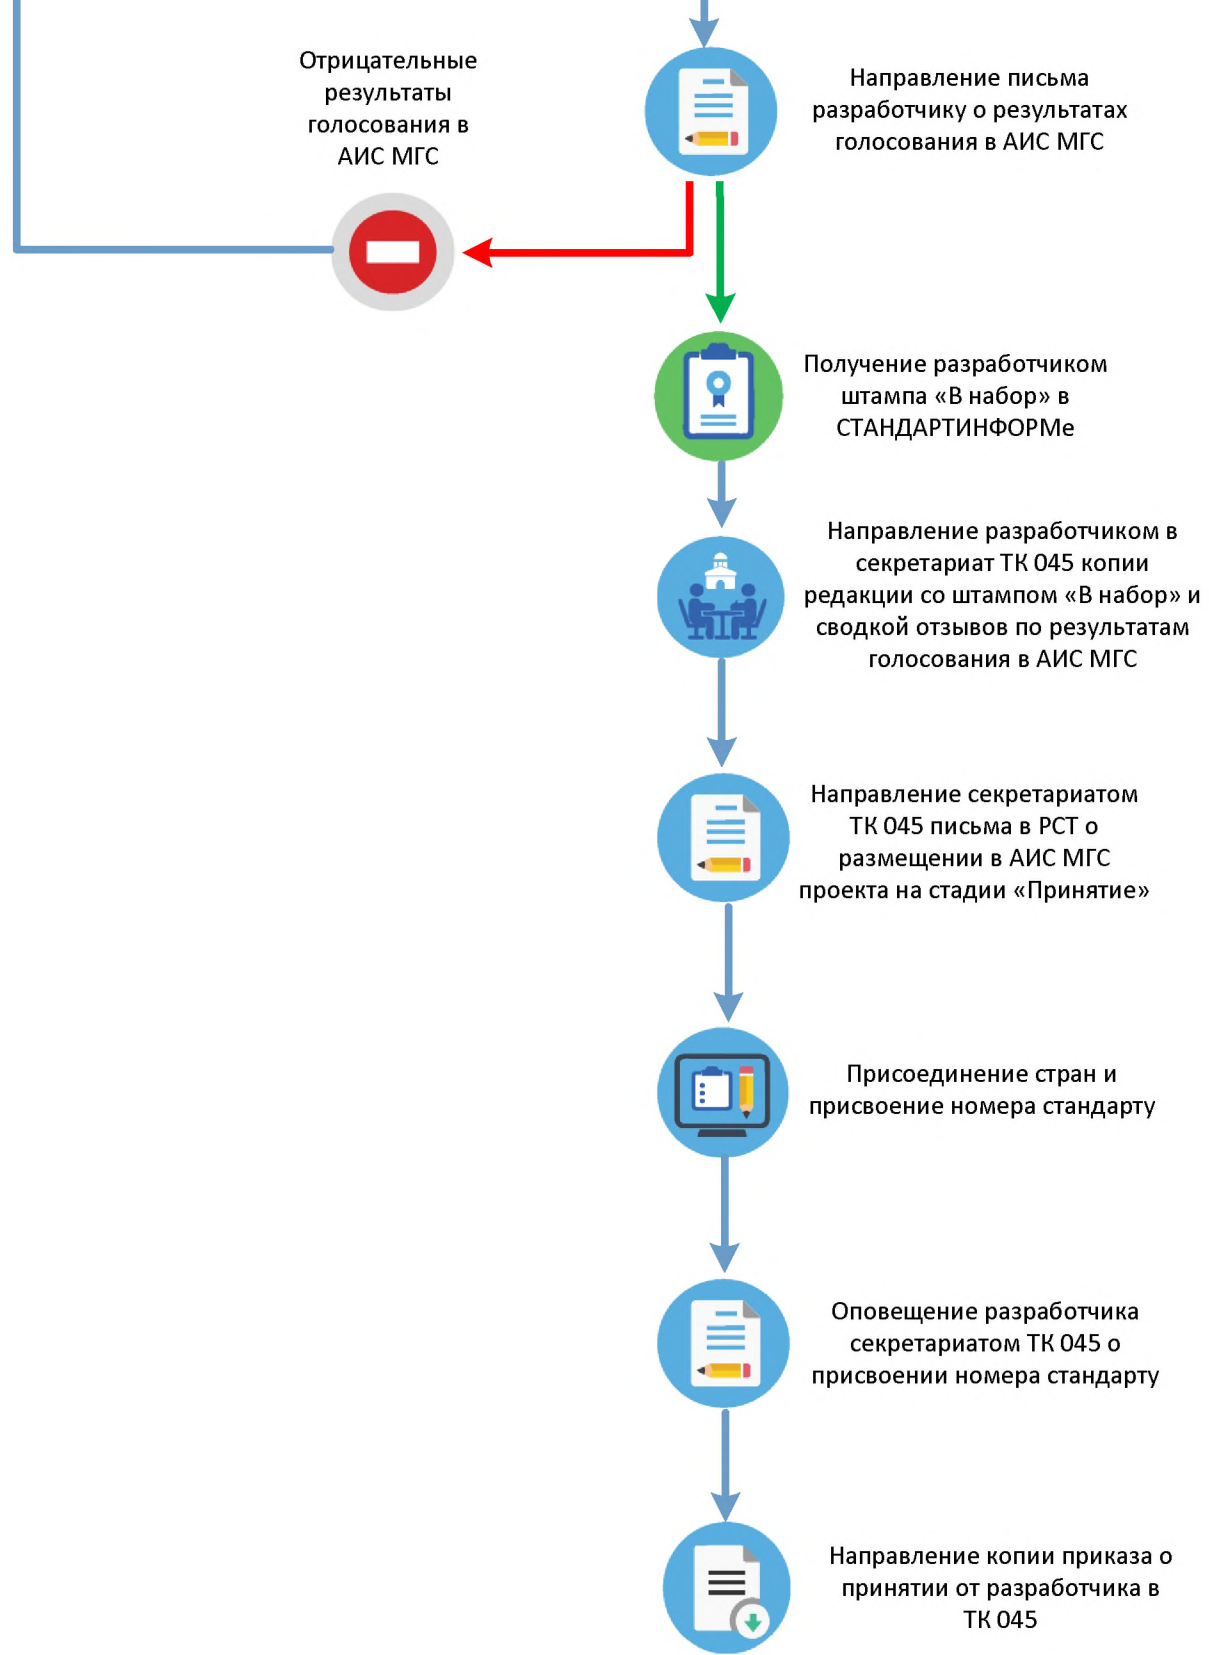 Отрицательные
результаты
голосования в
АИС МГС
Направление письма
разработчику о результатах
голосования в АИС МГС
Получение разработчиком
штампа «В набор» в
СТАНДАРТИНФОРМе
Направление разработчиком в
секретариат ТК 045 копии
редакции со штампом «В набор» и
сводкой отзывов по результатам
голосования в АИС МГС
Направление секретариатом
ТК 045 письма в РСТ о
размещении в АИС МГС
проекта на стадии «Принятие»
Присоединение стран и
присвоение номера стандарту
Оповещение разработчика
секретариатом ТК 045 о
присвоении номера стандарту
Направление копии приказа о
принятии от разработчика в
ТК 045